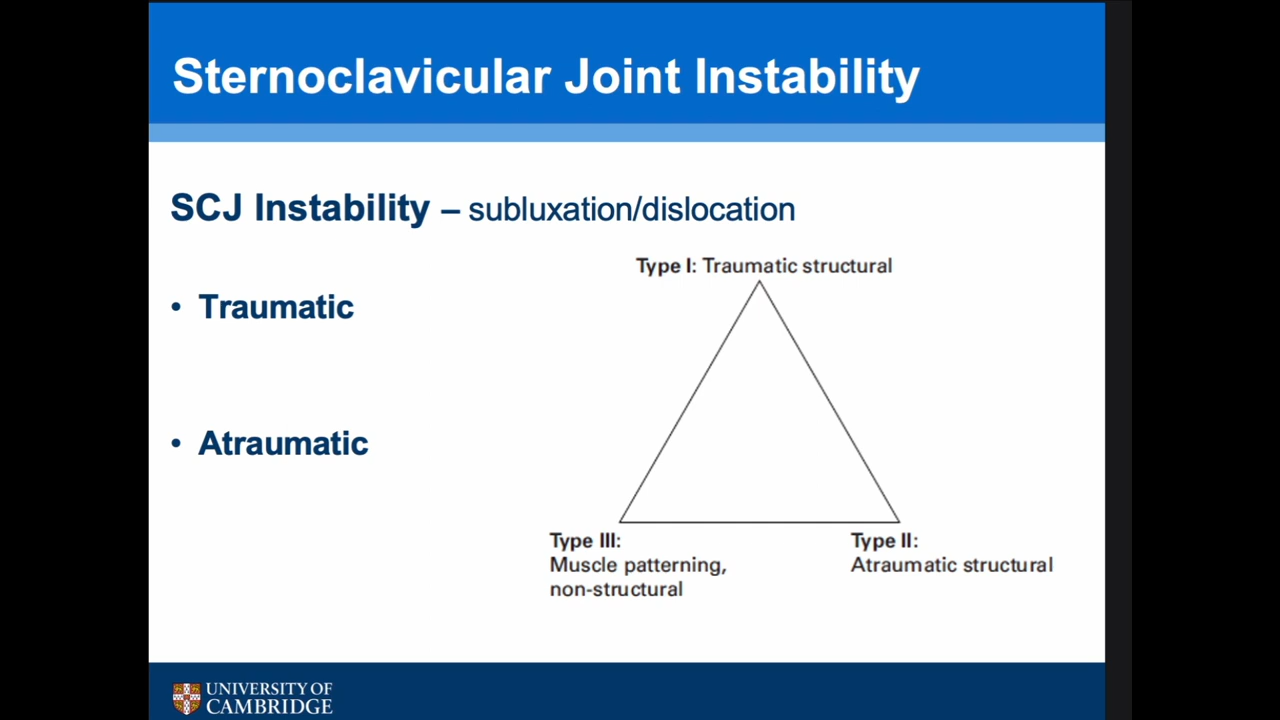 Sternoclavicular Joint Instability
SCJ Instability – subluxation/dislocation
• Traumatic
• Atraumatic
Type I: Traumatic structural
Type III:
Muscle patterning,
non-structural
Type II:
Atraumatic structural
UNIVERSITY OF
CAMBRIDGE